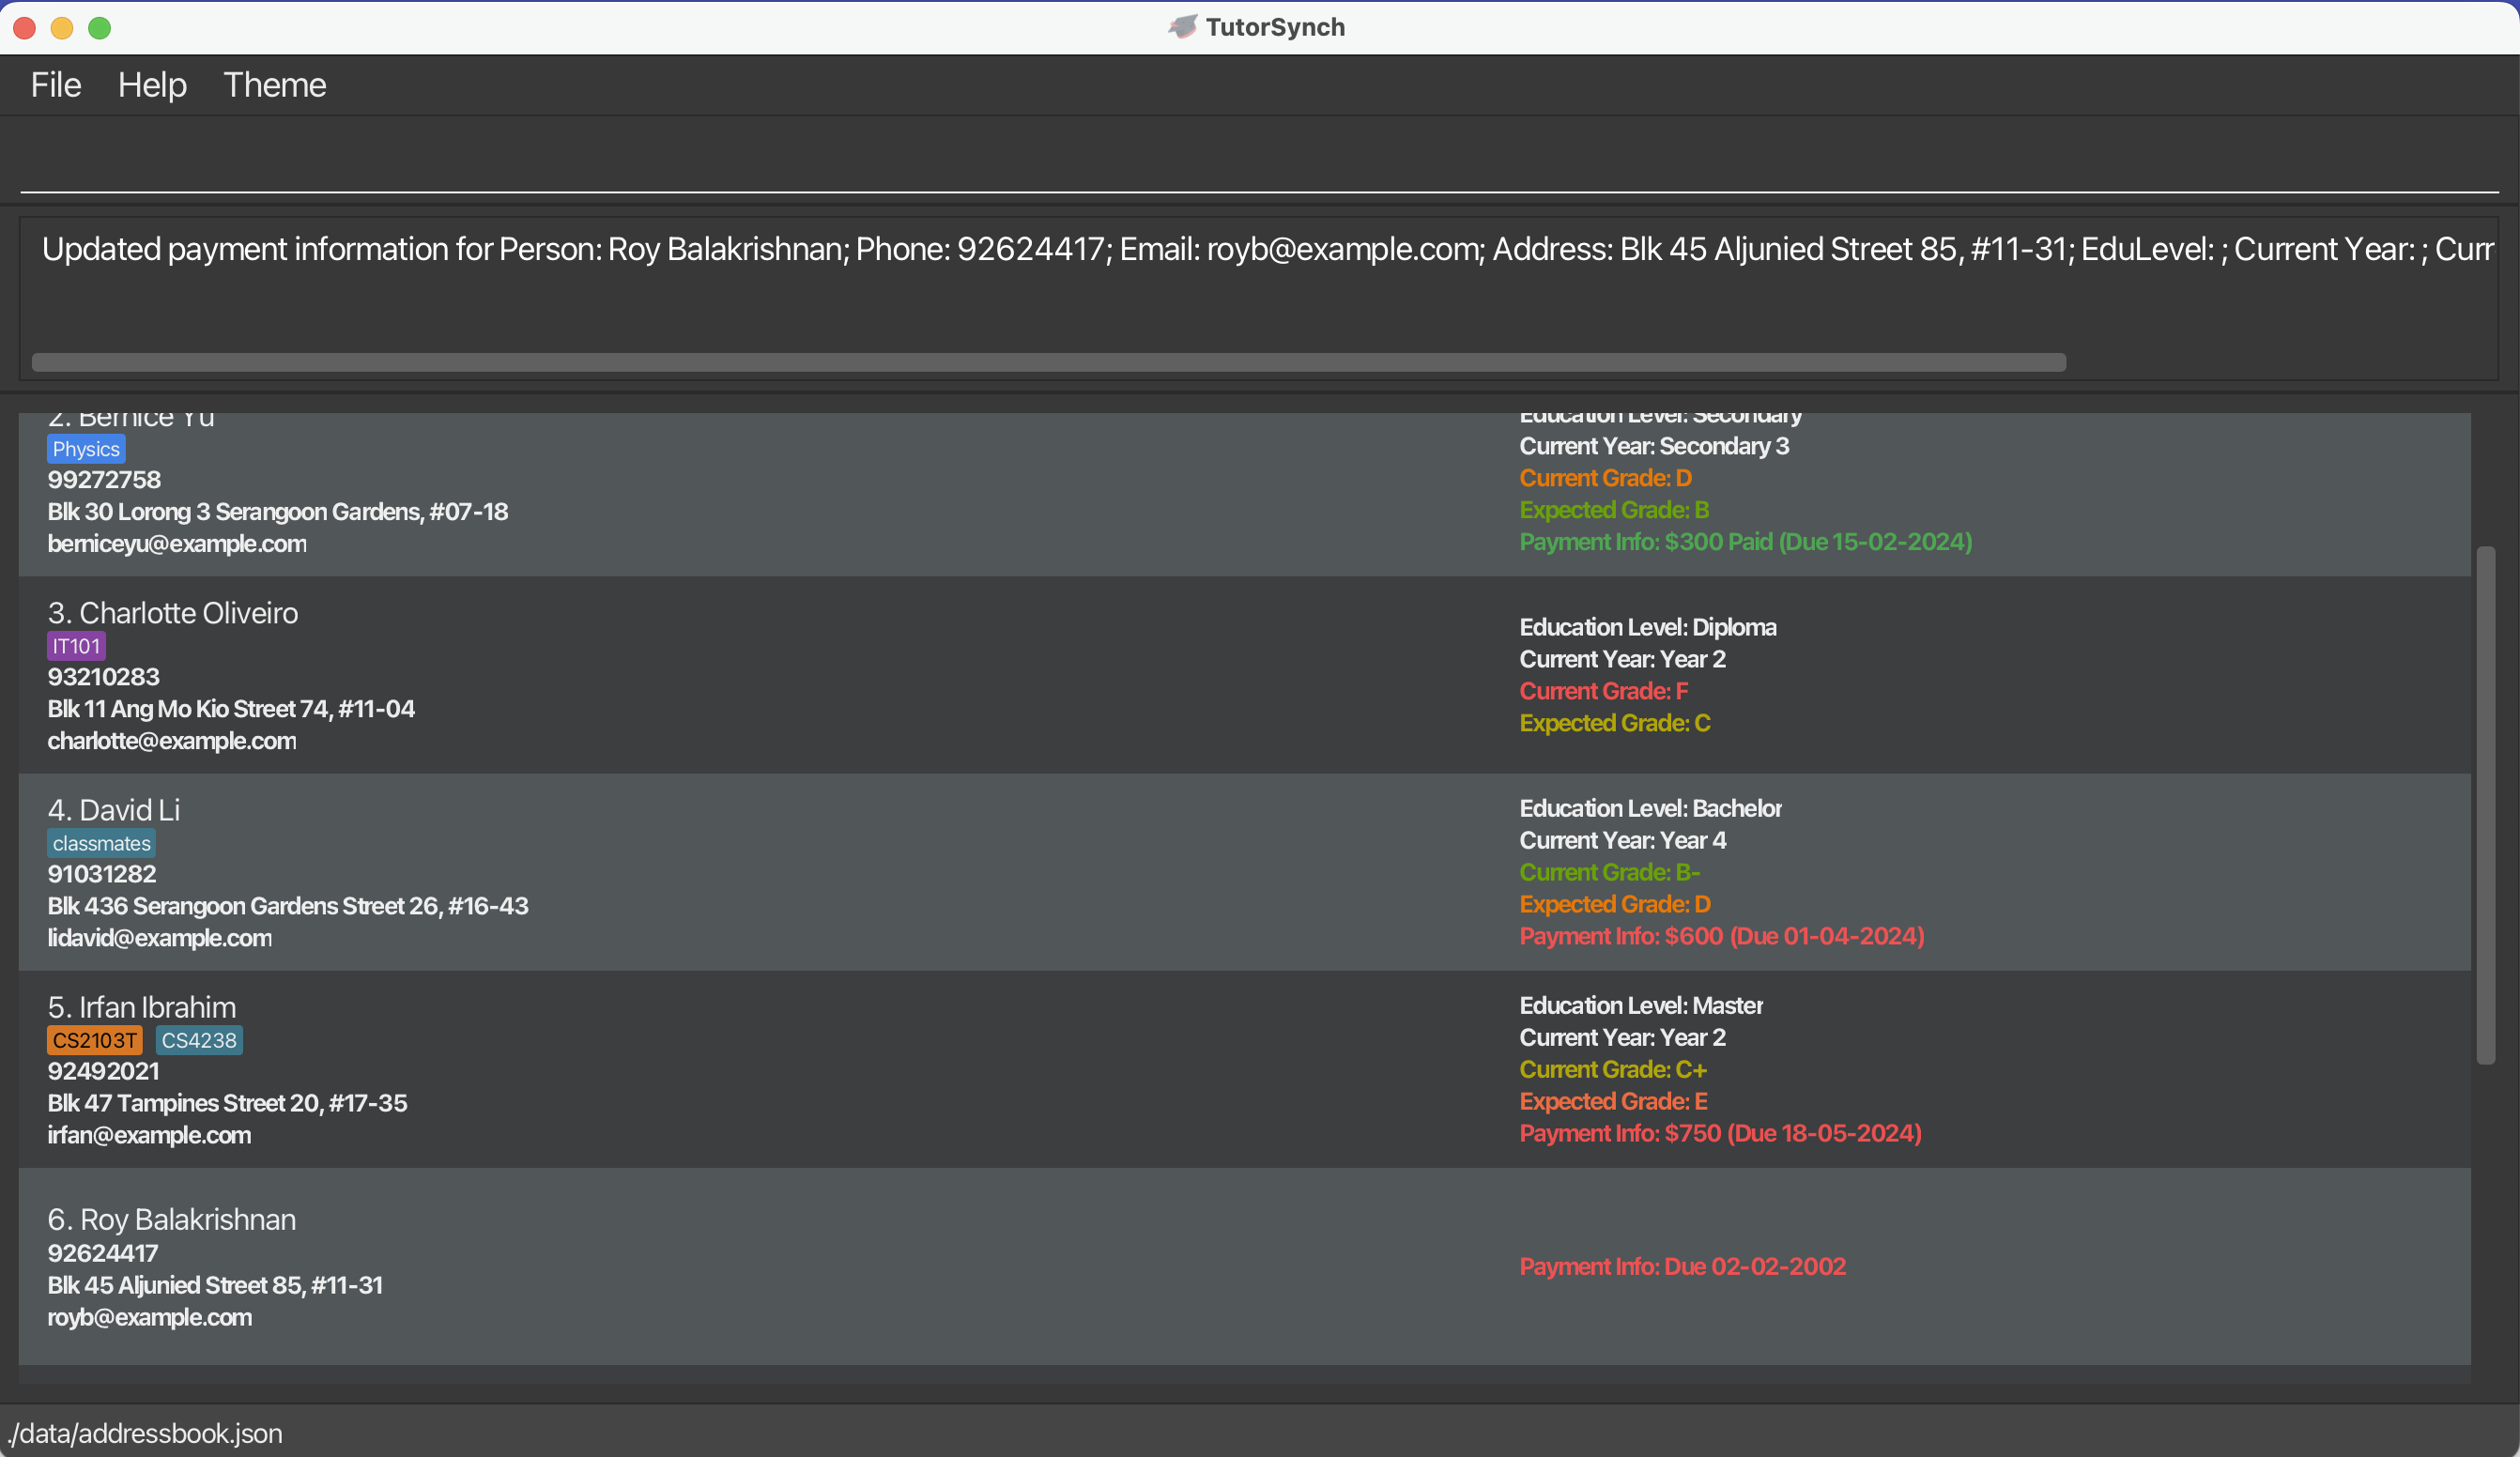 TutorSynch
File Help Theme
Updated payment information for Person: Roy Balakrishnan; Phone: 92624417; Email: royb@example.com; Address: Blk 45 Aljunied Street 85, #11-31; EduLevel: ; Current Year: ; Curr
2. Bernice Yu
Physics
99272758
Blk 30 Lorong 3 Serangoon Gardens, #07-18
berniceyu@example.com
Education Level: Secondary
Current Year: Secondary 3
Current Grade: D
Expected Grade: B
Payment Info: $300 Paid (Due 15-02-2024)
3. Charlotte Oliveiro
IT101
93210283
Blk 11 Ang Mo Kio Street 74, #11-04
charlotte@example.com
Education Level: Diploma
Current Year: Year 2
Current Grade: F
Expected Grade: C
4. David Li
classmates
91031282
Blk 436 Serangoon Gardens Street 26, #16-43
lidavid@example.com
Education Level: Bachelor
Current Year: Year 4
Current Grade: B-
Expected Grade: D
Payment Info: $600 (Due 01-04-2024)
5. Irfan Ibrahim
CS2103T CS4238
92492021
Blk 47 Tampines Street 20, #17-35
irfan@example.com
Education Level: Master
Current Year: Year 2
Current Grade: C+
Expected Grade: E
Payment Info: $750 (Due 18-05-2024)
6. Roy Balakrishnan
92624417
Blk 45 Aljunied Street 85, #11-31
royb@example.com
Payment Info: Due 02-02-2002
./data/addressbook.json